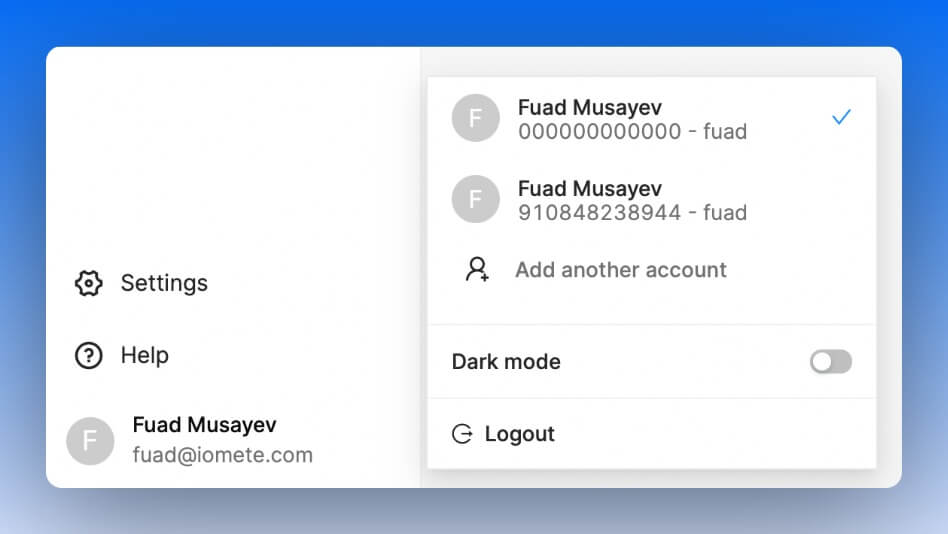 Settings
Help
F
Fuad Musayev
fuad@iomete.com
F
Fuad Musayev
000000000000 - fuad
F
Fuad Musayev
910848238944 - fuad
Add another account
Dark mode
Logout